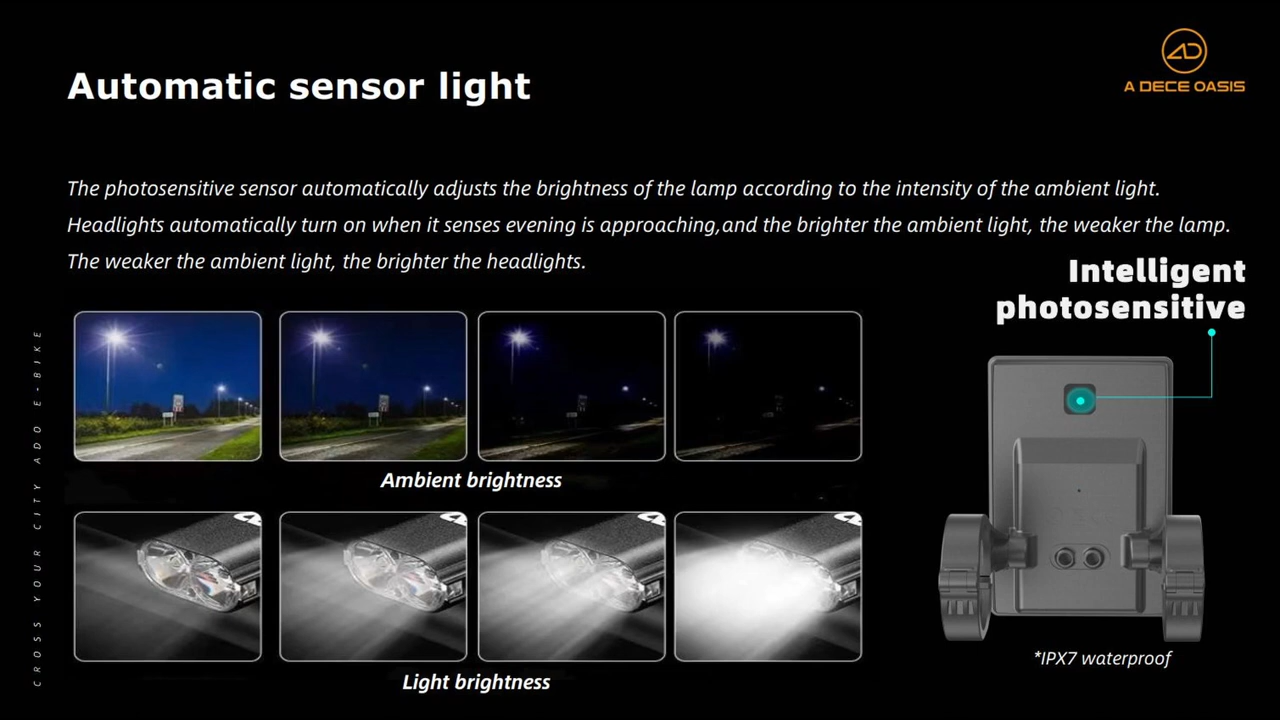 A DECE OASIS
Automatic sensor light
The photosensitive sensor automatically adjusts the brightness of the lamp according to the intensity of the ambient light.
Headlights automatically turn on when it senses evening is approaching,and the brighter the ambient light, the weaker the lamp.
The weaker the ambient light, the brighter the headlights.
Intelligent
photosensitive
Ambient brightness
Light brightness
*IPX7 waterproof
CROSS YOUR CITY ADO E-BIKE